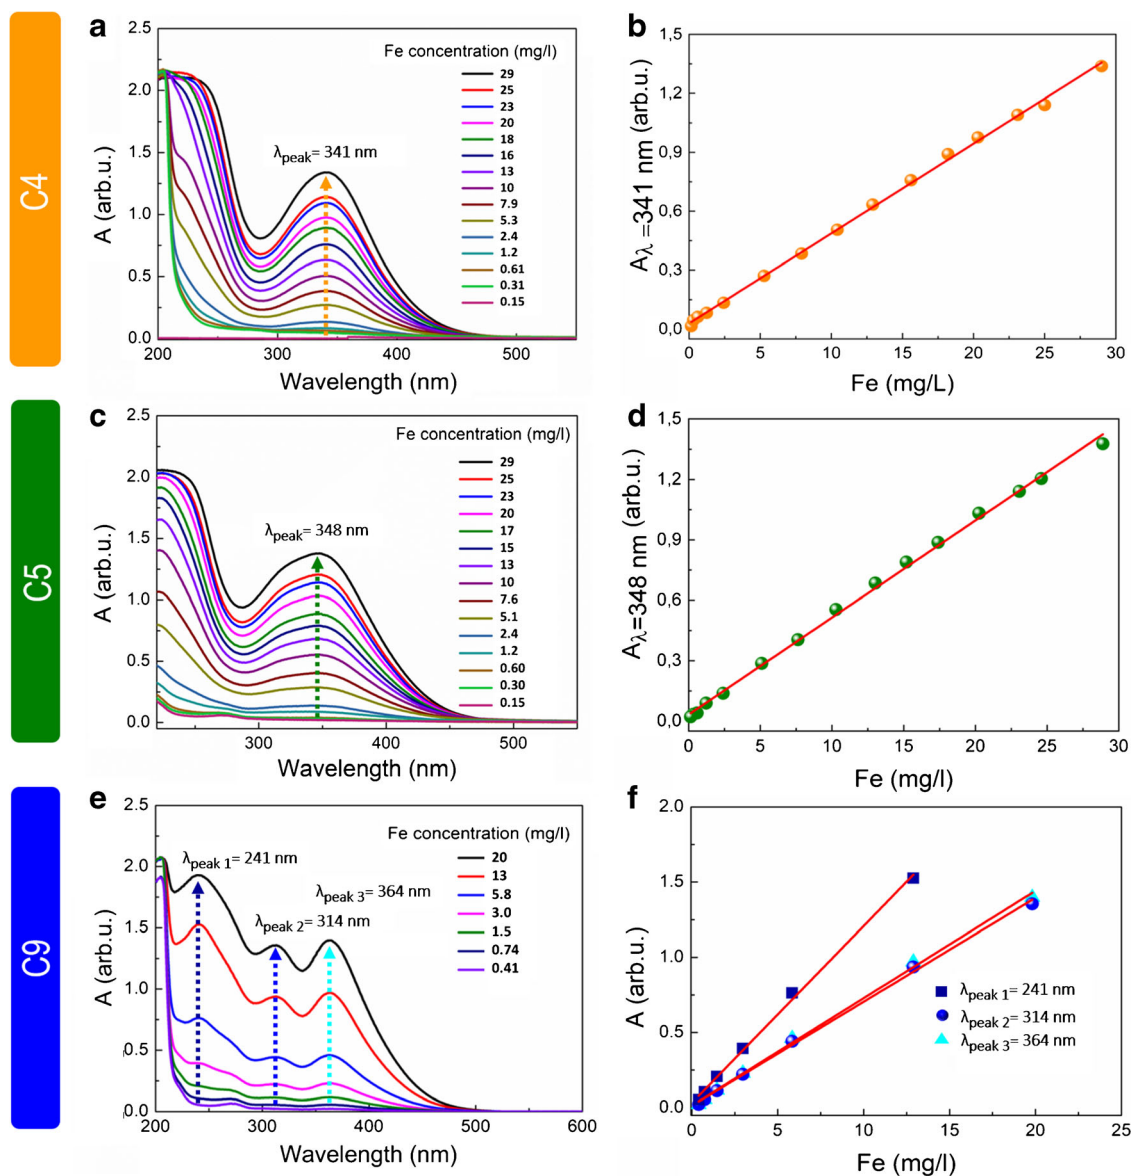 C4
a
Fe concentration (mg/l)
29
25
23
20
18
16
13
10
7.9
5.3
2.4
1.2
0.61
0.31
0.15
λpeak= 341 nm
A (arb.u.)
2.5
2.0
1.5
1.0
0.5
0.0
200 300 400 500
Wavelength (nm)
b
Aλ =341 nm (arb.u.)
1,5
1,2
0,9
0,6
0,3
0,0
0 5 10 15 20 25 30
Fe (mg/L)
C5
c
Fe concentration (mg/l)
29
25
23
20
17
15
13
10
7.6
5.1
2.4
1.2
0.60
0.30
0.15
λpeak= 348 nm
A (arb.u.)
2.5
2.0
1.5
1.0
0.5
0.0
300 400 500
Wavelength (nm)
d
Aλ=348 nm (arb.u.)
1,5
1,2
0,9
0,6
0,3
0,0
0 5 10 15 20 25 30
Fe (mg/l)
C9
e
Fe concentration (mg/l)
20
13
5.8
3.0
1.5
0.74
0.41
λpeak 1= 241 nm
λpeak 3= 364 nm
λpeak 2= 314 nm
A (arb.u.)
2.5
2.0
1.5
1.0
0.5
0.0
200 300 400 500 600
Wavelength (nm)
f
A (arb.u.)
2.0
1.5
1.0
0.5
0.0
λpeak 1= 241 nm
λpeak 2= 314 nm
λpeak 3= 364 nm
0 5 10 15 20 25
Fe (mg/l)